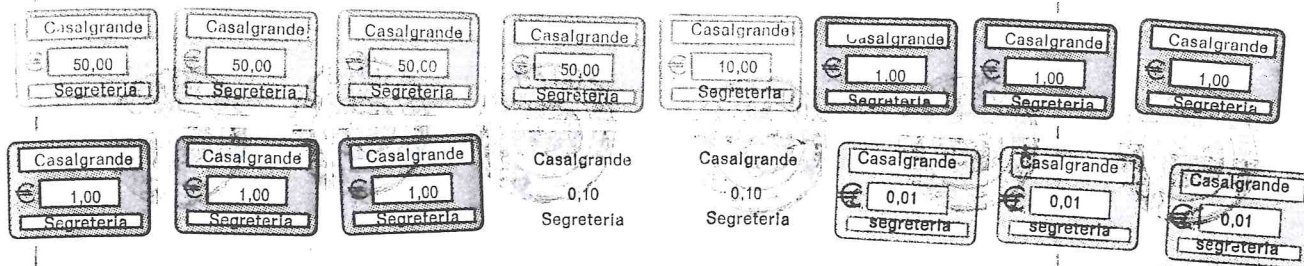 Casalgrande Casalgrande Casalgrande Casalgrande Casalgrande Casalgrande Casalgrande Casalgrande
€ 50,00 € 50,00 € 50,00 € 50,00 € 10,00 € 1,00 € 1,00 € 1,00
Segreteria Segreteria Segreteria Segreteria Segreteria Segreteria Segreteria Segreteria
Casalgrande Casalgrande Casalgrande Casalgrande Casalgrande Casalgrande Casalgrande Casalgrande
€ 1,00 € 1,00 € 1,00 0,10 0,10 € 0,01 € 0,01 € 0,01
Segreteria Segreteria Segreteria Segreteria Segreteria segreteria segreteria segreteria